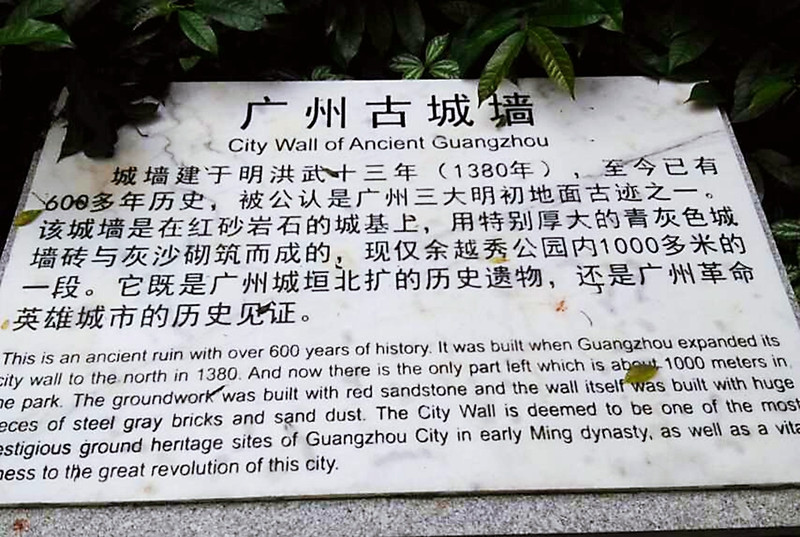 广州古城墙
City Wall of Ancient Guangzhou
城墙建于明洪武十三年（1380年），至今已有
600多年历史，被公认是广州三大明初地面古迹之一。
该城墙是在红砂岩石的城基上，用特别厚大的青灰色城
墙砖与灰沙砌筑而成的，现仅余越秀公园内1000多米的
一段。它既是广州城垣北扩的历史遗物，还是广州革命
英雄城市的历史见证。
This is an ancient ruin with over 600 years of history. It was built when Guangzhou expanded its
city wall to the north in 1380. And now there is the only part left which is about 1000 meters in
he park. The groundwork was built with red sandstone and the wall itself was built with huge
eces of steel gray bricks and sand dust. The City Wall is deemed to be one of the most
estigious ground heritage sites of Guangzhou City in early Ming dynasty, as well as a vita
ness to the great revolution of this city.